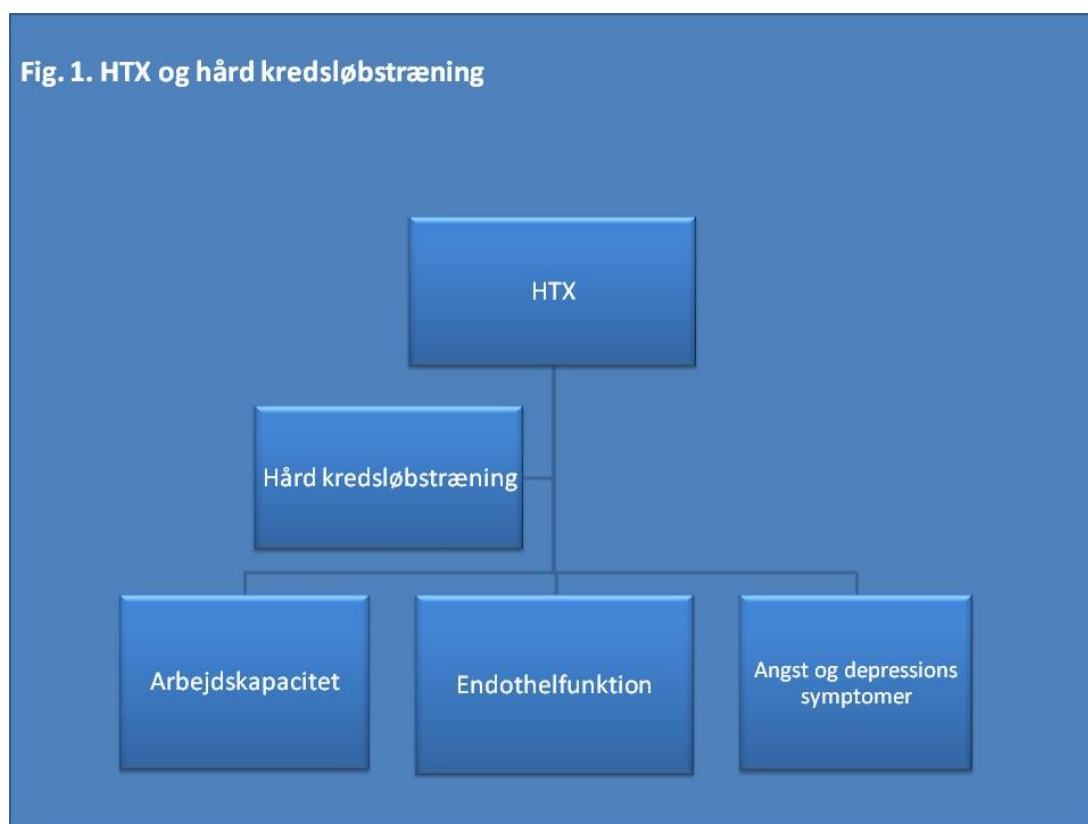 Fig. 1. HTX og hård kredsløbstræning
HTX
Hård kredsløbstræning
Arbejdskapacitet
Endothelfunktion
Angst og depressions
symptomer